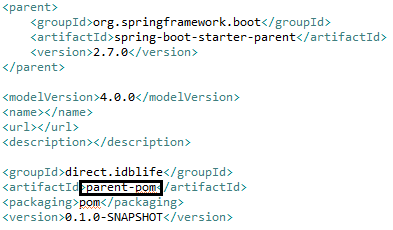 <parent>
<groupId>org.springframework.boot</groupId>
<artifactId>spring-boot-starter-parent</artifactId>
<version>2.7.0</version>
</parent>
<modelVersion>4.0.0</modelVersion>
<name></name>
<url></url>
<description></description>
<groupId>direct.idblife</groupId>
<artifactId>parent-pom</artifactId>
<packaging>pom</packaging>
<version>0.1.0-SNAPSHOT</version>